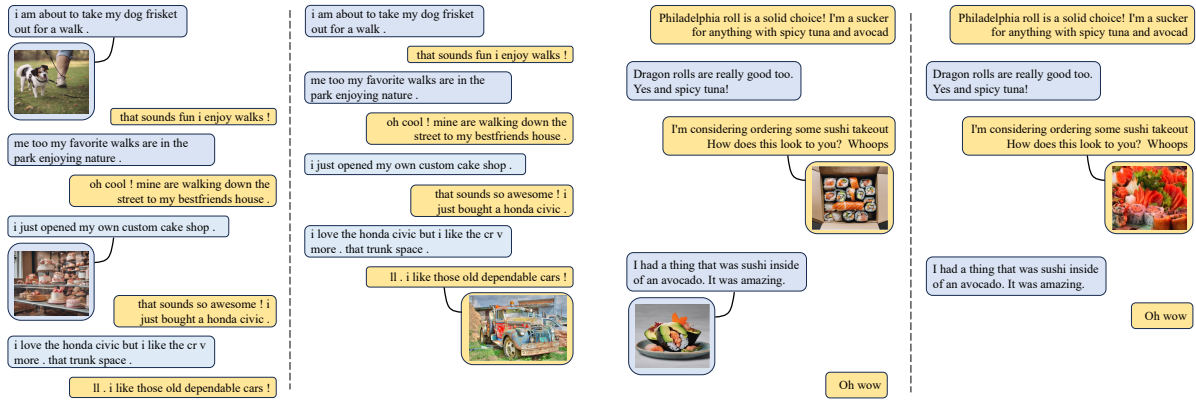 i am about to take my dog frisket
out for a walk .
that sounds fun i enjoy walks !
me too my favorite walks are in the
park enjoying nature .
oh cool ! mine are walking down the
street to my bestfriends house .
i just opened my own custom cake shop .
that sounds so awesome ! i
just bought a honda civic .
i love the honda civic but i like the cr v
more . that trunk space .
ll . i like those old dependable cars !
i am about to take my dog frisket
out for a walk .
that sounds fun i enjoy walks !
me too my favorite walks are in the
park enjoying nature .
oh cool ! mine are walking down the
street to my bestfriends house .
i just opened my own custom cake shop .
that sounds so awesome ! i
just bought a honda civic .
i love the honda civic but i like the cr v
more . that trunk space .
ll . i like those old dependable cars !
Philadelphia roll is a solid choice! I'm a sucker
for anything with spicy tuna and avocad
Dragon rolls are really good too.
Yes and spicy tuna!
I'm considering ordering some sushi takeout
How does this look to you?  Whoops
I had a thing that was sushi inside
of an avocado. It was amazing.
Oh wow
Philadelphia roll is a solid choice! I'm a sucker
for anything with spicy tuna and avocad
Dragon rolls are really good too.
Yes and spicy tuna!
I'm considering ordering some sushi takeout
How does this look to you?  Whoops
I had a thing that was sushi inside
of an avocado. It was amazing.
Oh wow